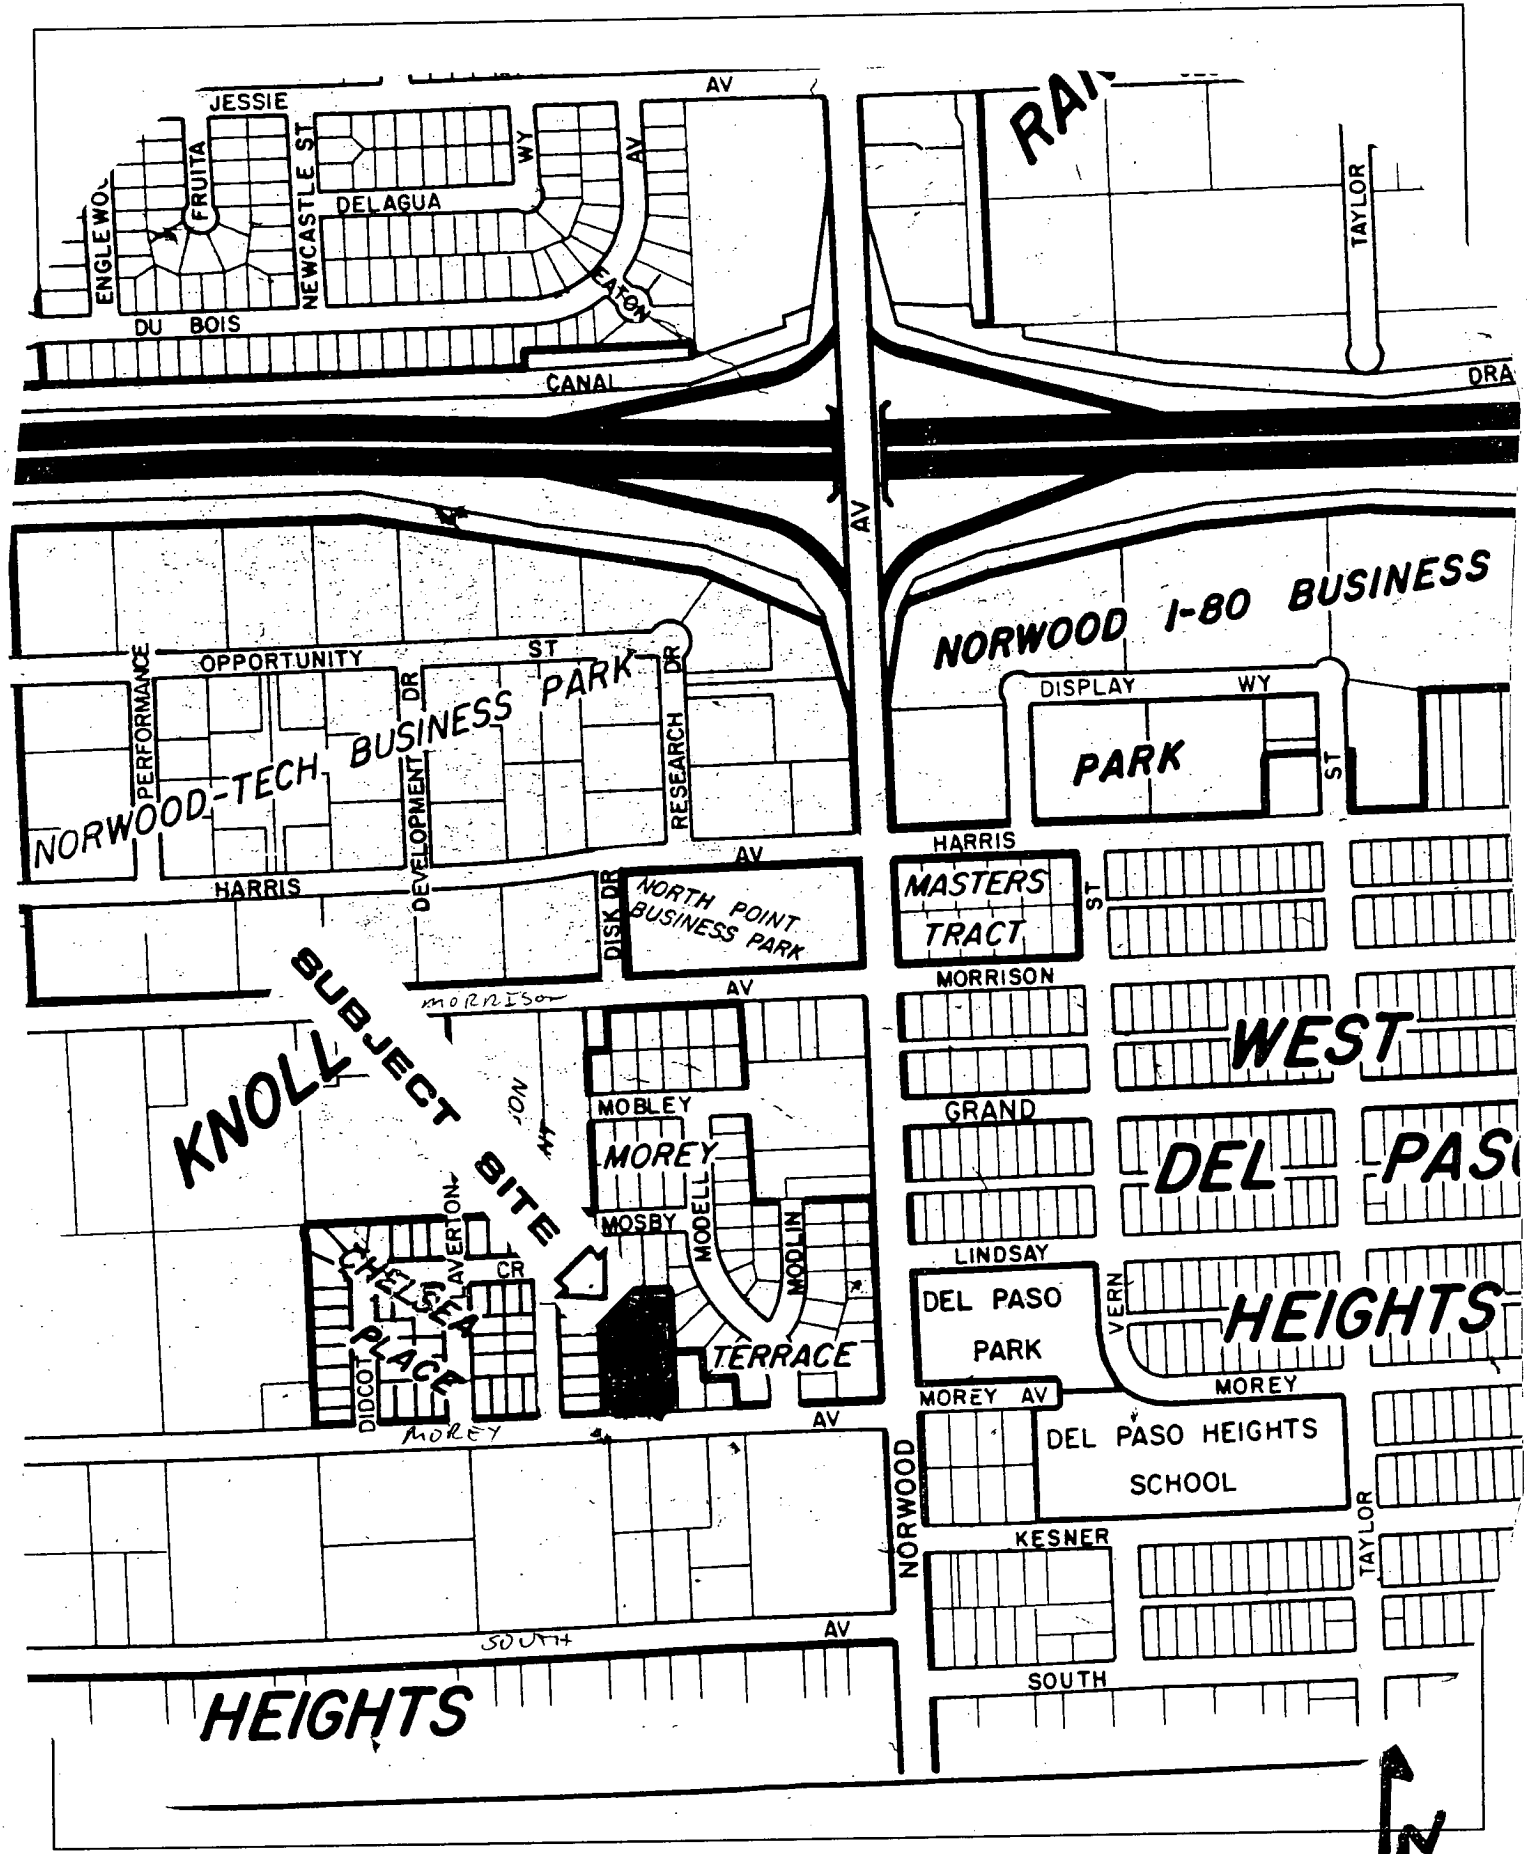 AV
JESSIE
RAN
FRUITA
NEWCASTLE ST
WY
AV
DELAGUA
TAYLOR
EATON
DU BOIS
CANAL
DRA
AV
NORWOOD I-80 BUSINESS
PARK
OPPORTUNITY ST
PERFORMANCE
DEVELOPMENT DR
RESEARCH DR
NORWOOD-TECH BUSINESS PARK
DISPLAY WY
ST
HARRIS
AV
HARRIS
DISK DR
NORTH POINT
BUSINESS PARK
MASTERS
TRACT
ST
MORRISON
MORRISON
AV
SUBJECT SITE
KNOLL
WEST
MOBLEY
GRAND
MOREY
DEL PASO
MODELL
MOSBY
MODLIN
LAVERTON
CR
CHELSEA
PLACE
LINDSAY
VERN
DEL PASO
PARK
HEIGHTS
TERRACE
DIDCOT
MOREY AV
MOREY
MOREY
AV
DEL PASO HEIGHTS
SCHOOL
NORWOOD
KESNER
TAYLOR
SOUTH
AV
SOUTH
HEIGHTS
N